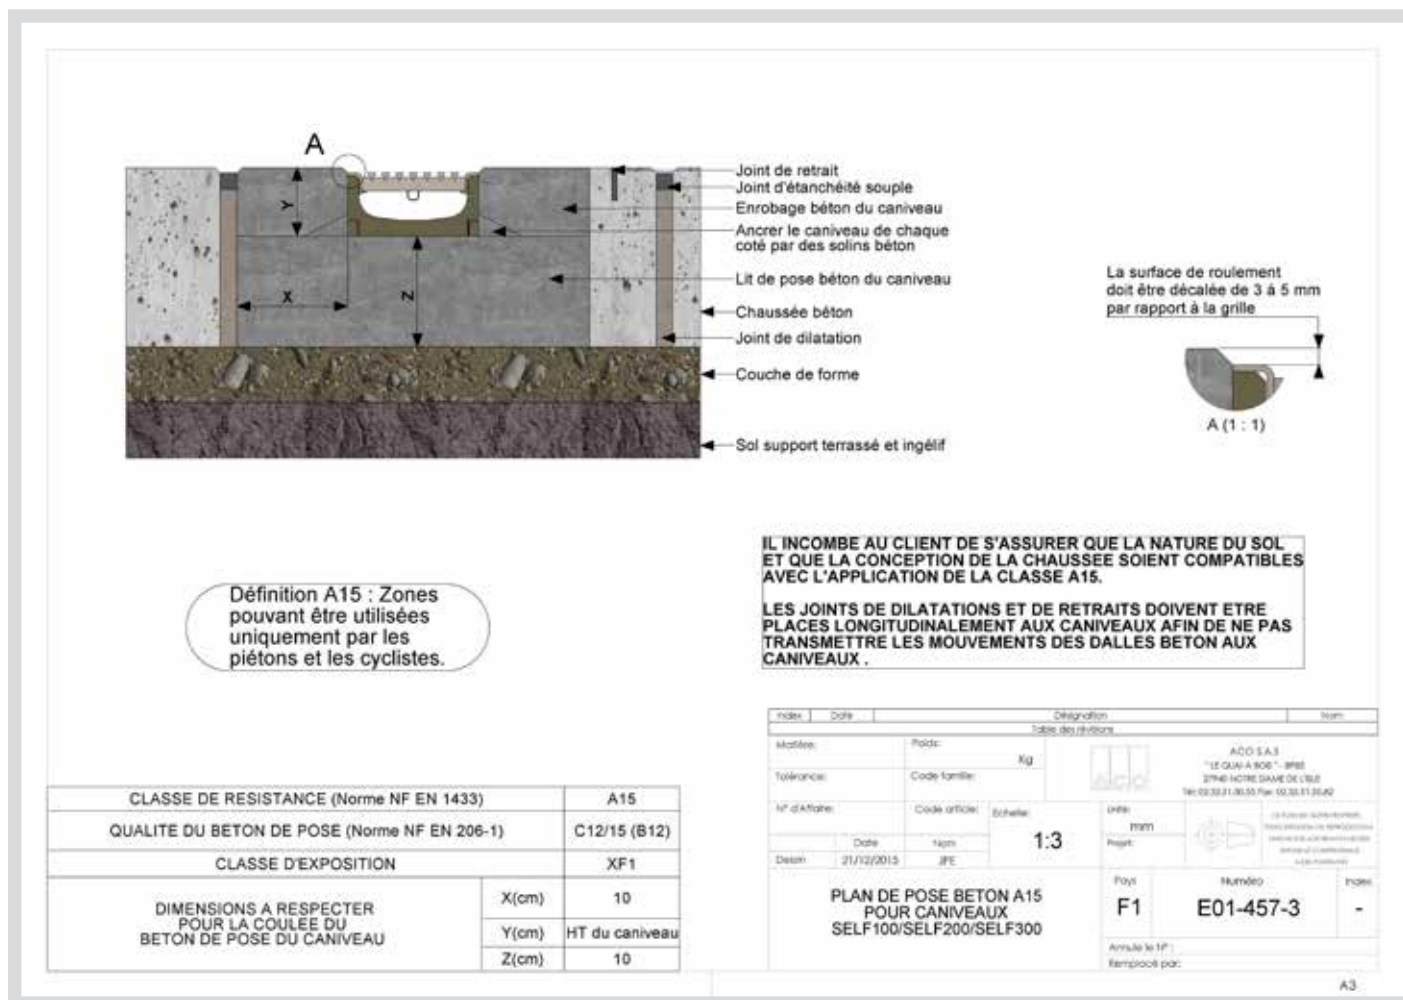 A
Joint de retrait
Joint d'étanchéité souple
Enrobage béton du caniveau
Ancrer le caniveau de chaque
coté par des solins béton
Lit de pose béton du caniveau
Chaussée béton
Joint de dilatation
Couche de forme
Sol support terrassé et ingélif
Y
X
Z
La surface de roulement
doit être décalée de 3 à 5 mm
par rapport à la grille
A (1 : 1)
Définition A15 : Zones
pouvant être utilisées
uniquement par les
piétons et les cyclistes.
IL INCOMBE AU CLIENT DE S'ASSURER QUE LA NATURE DU SOL
ET QUE LA CONCEPTION DE LA CHAUSSEE SOIENT COMPATIBLES
AVEC L'APPLICATION DE LA CLASSE A15.
LES JOINTS DE DILATATIONS ET DE RETRAITS DOIVENT ETRE
PLACES LONGITUDINALEMENT AUX CANIVEAUX AFIN DE NE PAS
TRANSMETTRE LES MOUVEMENTS DES DALLES BETON AUX
CANIVEAUX .
CLASSE DE RESISTANCE (Norme NF EN 1433) A15
QUALITE DU BETON DE POSE (Norme NF EN 206-1) C12/15 (B12)
CLASSE D'EXPOSITION XF1
DIMENSIONS A RESPECTER
POUR LA COULEE DU
BETON DE POSE DU CANIVEAU
X(cm) 10
Y(cm) HT du caniveau
Z(cm) 10
Index Date Désignation Nom
Table des révisions
Matière: Poids: Kg
Tolérance: Code famille:
N° d'Affaire: Code article: Echelle: 1:3
Date Nom
Dessin 21/12/2015 JPE
ACO
ACO S.A.S
27940 NOTRE DAME DE L'ISLE
Unité: mm
Projet:
PLAN DE POSE BETON A15
POUR CANIVEAUX
SELF100/SELF200/SELF300
Pays Numéro Index
F1 E01-457-3 -
Annule le N° :
Remplacé par:
A3